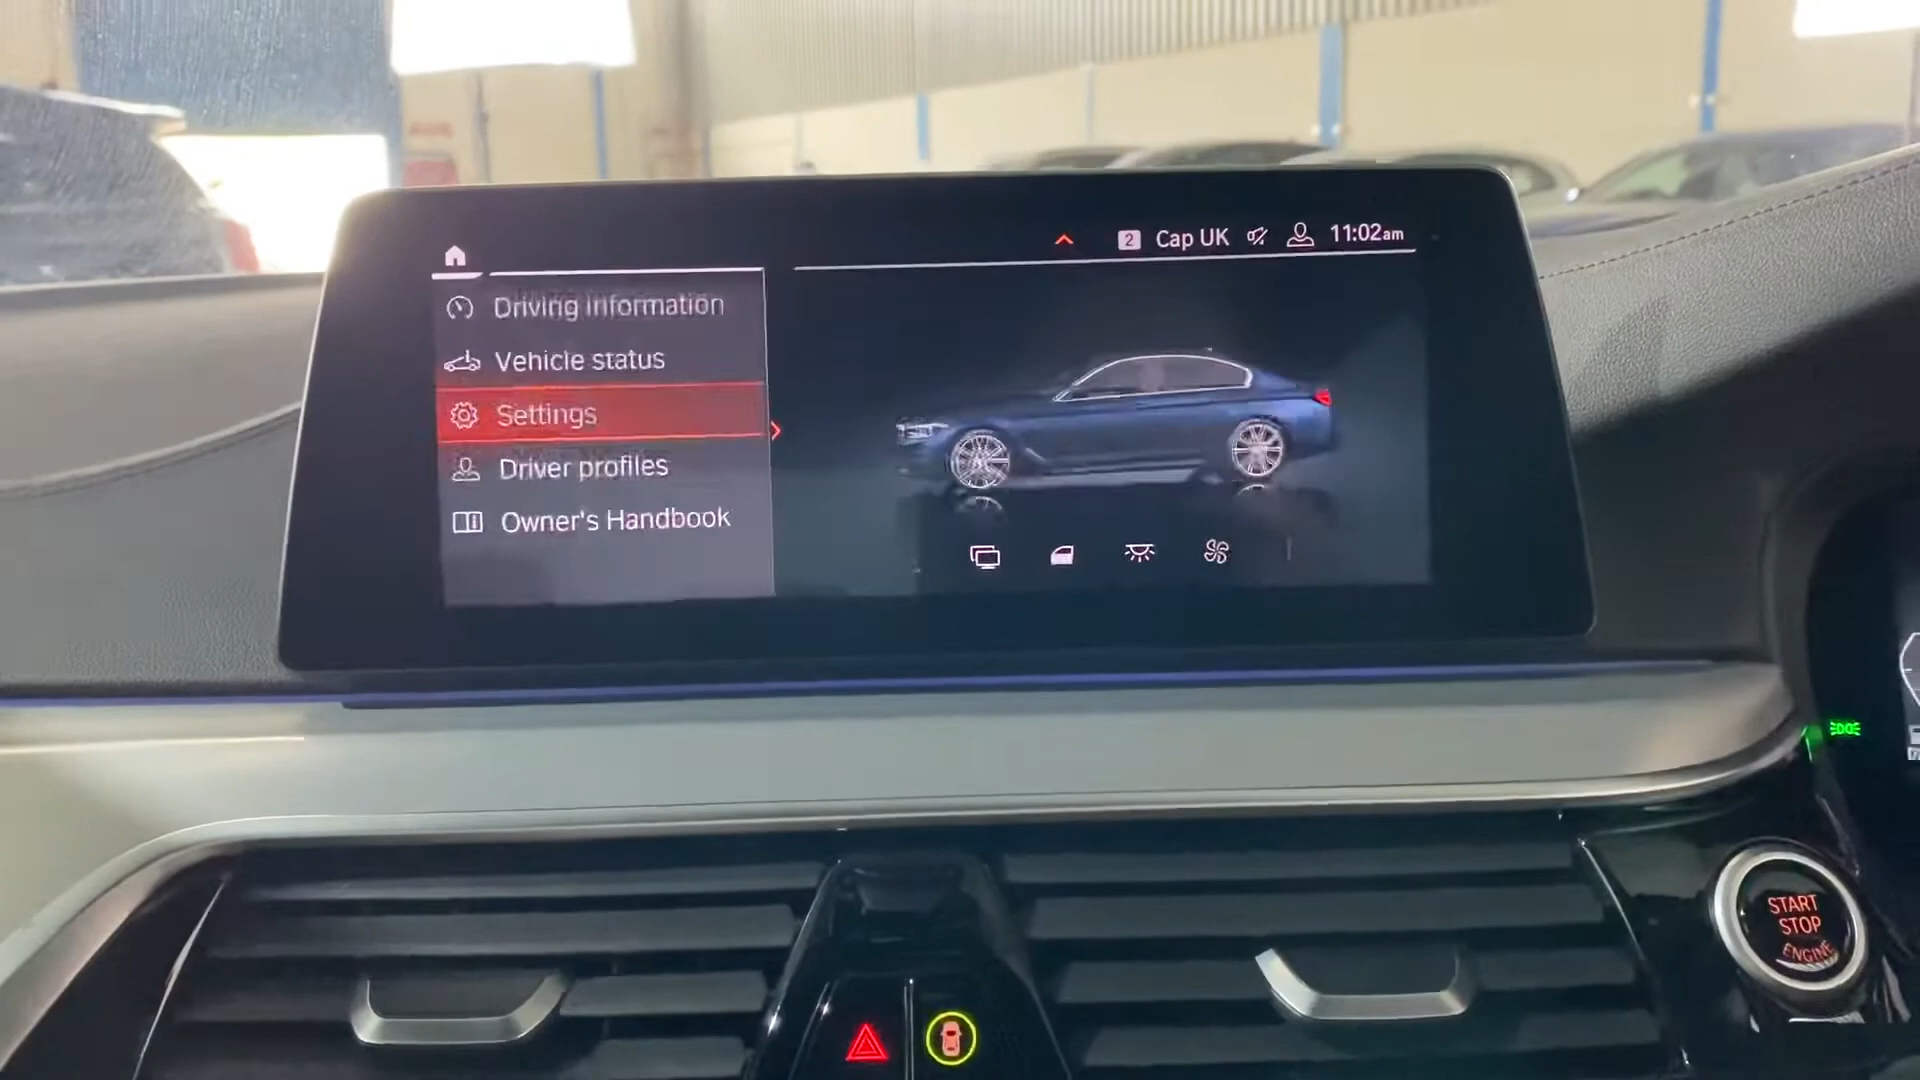 2 Cap UK 11:02am
Driving information
Vehicle status
Settings
Driver profiles
Owner's Handbook
START
STOP
ENGINE